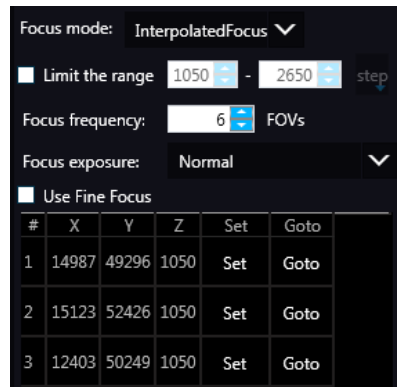 Focus mode: InterpolatedFocus
Limit the range 1050 - 2650 step
Focus frequency: 6 FOVs
Focus exposure: Normal
Use Fine Focus
# X Y Z Set Goto
1 14987 49296 1050 Set Goto
2 15123 52426 1050 Set Goto
3 12403 50249 1050 Set Goto